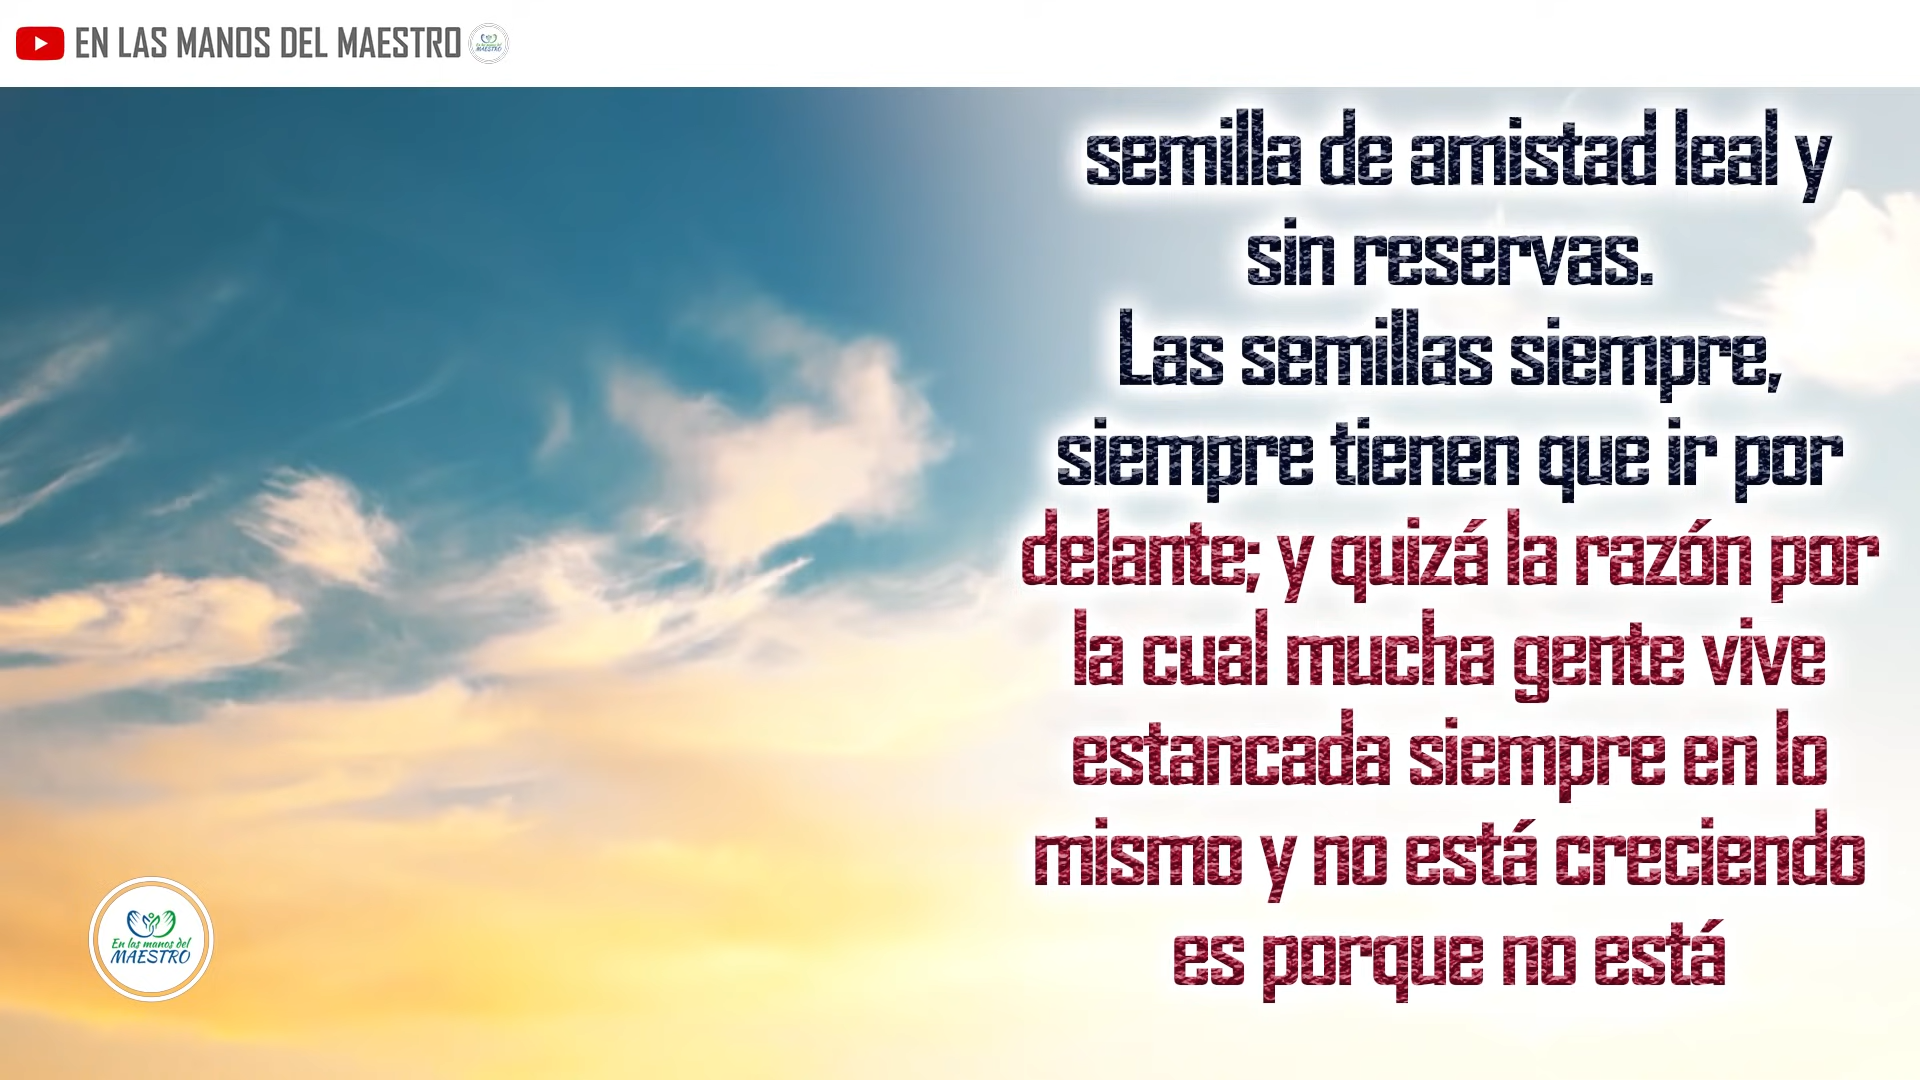 EN LAS MANOS DEL MAESTRO
semilla de amistad leal y
sin reservas.
Las semillas siempre,
siempre tienen que ir por
delante; y quizá la razón por
la cual mucha gente vive
estancada siempre en lo
mismo y no está creciendo
es porque no está
En las manos del
MAESTRO